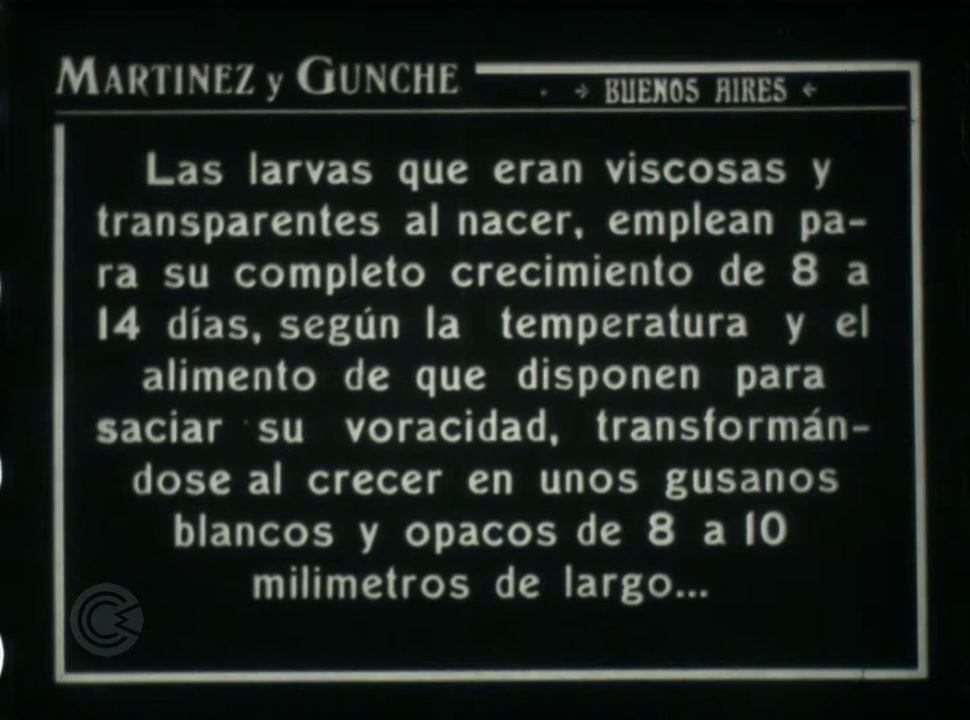 MARTINEZ y GUNCHE
BUENOS AIRES
Las larvas que eran viscosas y
transparentes al nacer, emplean pa-
ra su completo crecimiento de 8 a
14 días, según la temperatura y el
alimento de que disponen para
saciar su voracidad, transformán-
dose al crecer en unos gusanos
blancos y opacos de 8 a 10
milimetros de largo...